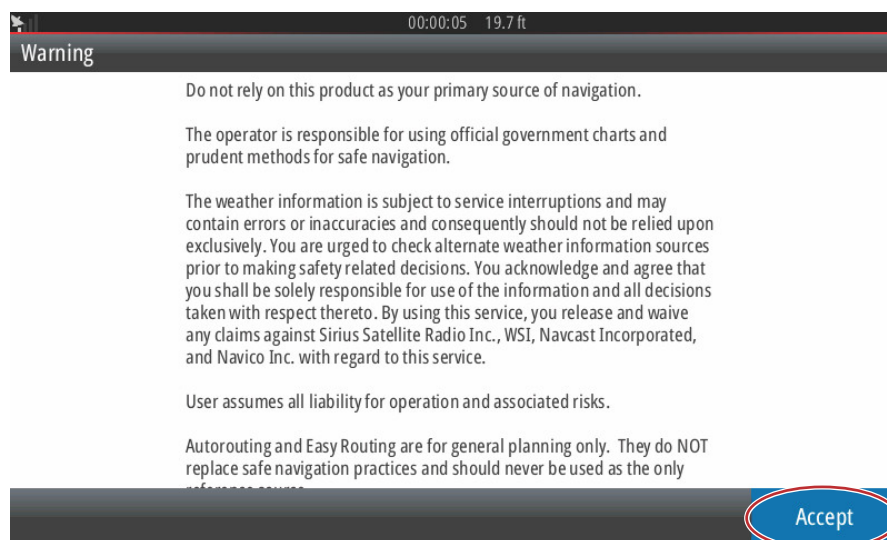 00:00:05 19.7 ft
Warning
Do not rely on this product as your primary source of navigation.
The operator is responsible for using official government charts and
prudent methods for safe navigation.
The weather information is subject to service interruptions and may
contain errors or inaccuracies and consequently should not be relied upon
exclusively. You are urged to check alternate weather information sources
prior to making safety related decisions. You acknowledge and agree that
you shall be solely responsible for use of the information and all decisions
taken with respect thereto. By using this service, you release and waive
any claims against Sirius Satellite Radio Inc., WSI, Navcast Incorporated,
and Navico Inc. with regard to this service.
User assumes all liability for operation and associated risks.
Autorouting and Easy Routing are for general planning only. They do NOT
replace safe navigation practices and should never be used as the only
Accept